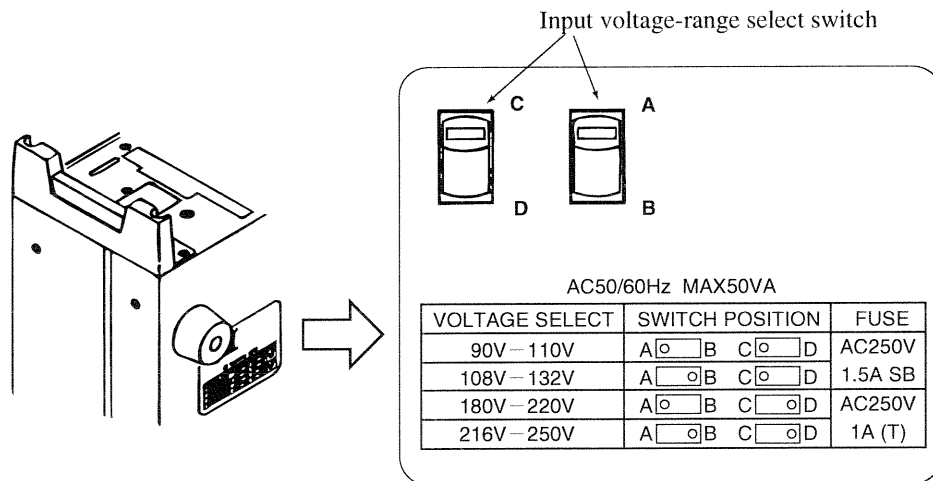 Input voltage-range select switch
C A
D B
AC50/60Hz MAX50VA
VOLTAGE SELECT SWITCH POSITION FUSE
90V－110V A B C D AC250V
108V－132V A B C D 1.5A SB
180V－220V A B C D AC250V
216V－250V A B C D 1A (T)